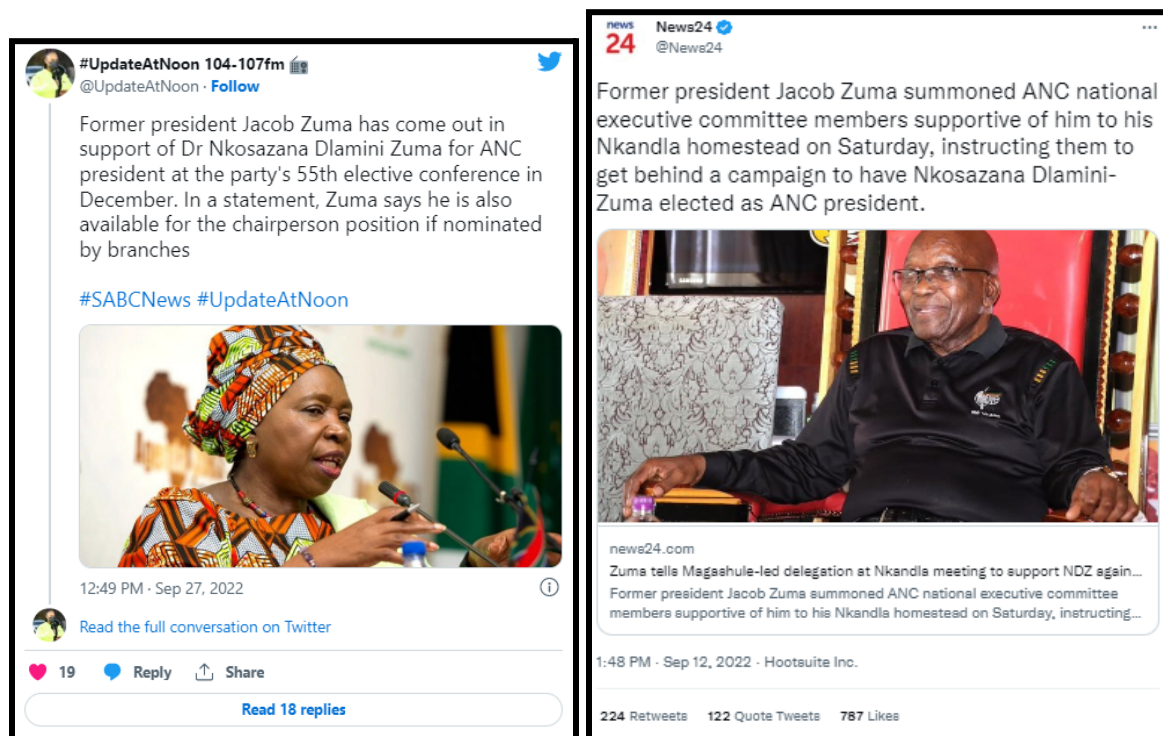 #UpdateAtNoon 104-107fm 📻
@UpdateAtNoon · Follow
Former president Jacob Zuma has come out in
support of Dr Nkosazana Dlamini Zuma for ANC
president at the party's 55th elective conference in
December. In a statement, Zuma says he is also
available for the chairperson position if nominated
by branches
#SABCNews #UpdateAtNoon
12:49 PM · Sep 27, 2022
Read the full conversation on Twitter
19 Reply Share
Read 18 replies
news
24
News24
@News24
Former president Jacob Zuma summoned ANC national
executive committee members supportive of him to his
Nkandla homestead on Saturday, instructing them to
get behind a campaign to have Nkosazana Dlamini-
Zuma elected as ANC president.
SAMSUNG
news24.com
Zuma tells Magashule-led delegation at Nkandla meeting to support NDZ again...
Former president Jacob Zuma summoned ANC national executive committee
members supportive of him to his Nkandla homestead on Saturday, instructing...
1:48 PM · Sep 12, 2022 · Hootsuite Inc.
224 Retweets 122 Quote Tweets 787 Likes